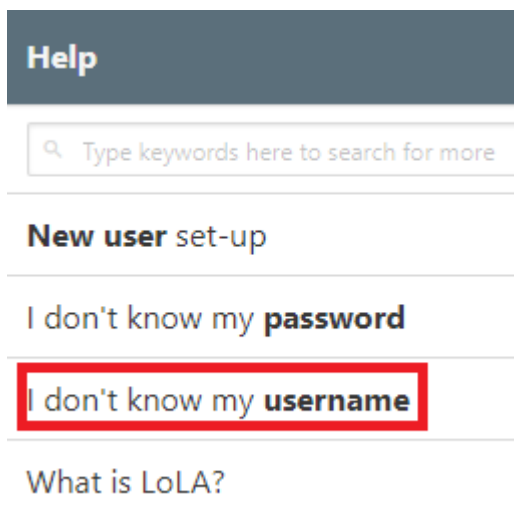 Help
Type keywords here to search for more
New user set-up
I don't know my password
I don't know my username
What is LoLA?